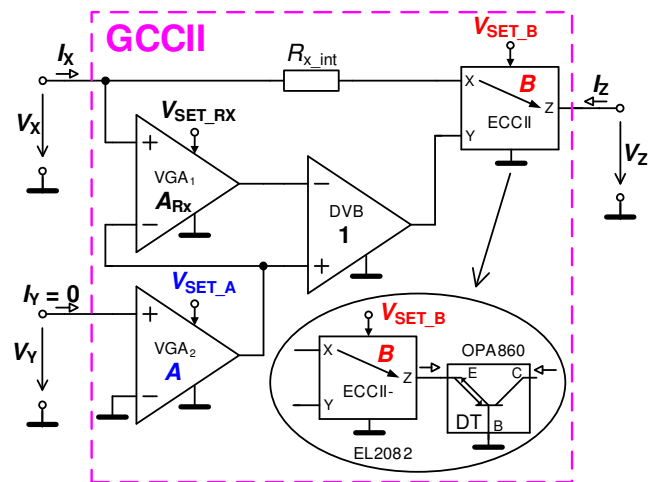 GCCII
I_X
V_SET_B
R_x_int
X
B
Z
ECCII
Y
I_Z
V_X
V_SET_RX
+
VGA₁
A_Rx
−
−
DVB
1
+
V_Z
I_Y = 0
V_SET_A
+
VGA₂
A
−
V_Y
V_SET_B
X
B
Z
ECCII-
Y
EL2082
OPA860
E
C
DT
B